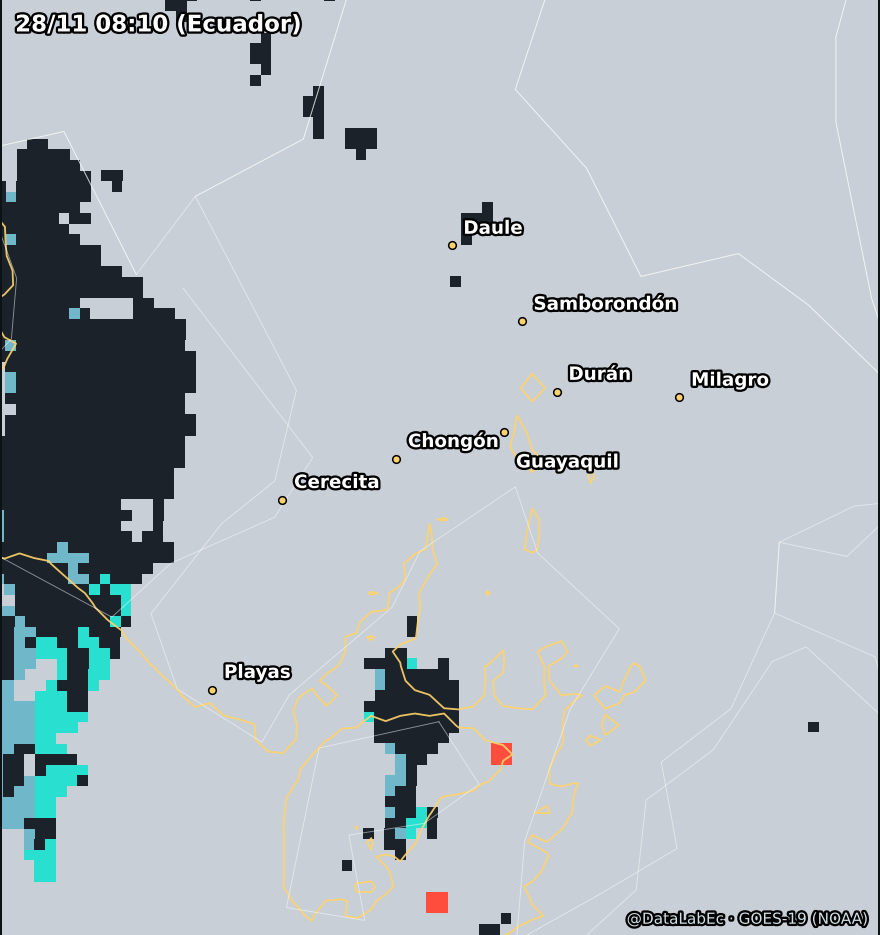 28/11 08:10 (Ecuador)
Daule
Samborondón
Durán
Milagro
Chongón
Guayaquil
Cerecita
Playas
@DataLabEc · GOES-19 (NOAA)